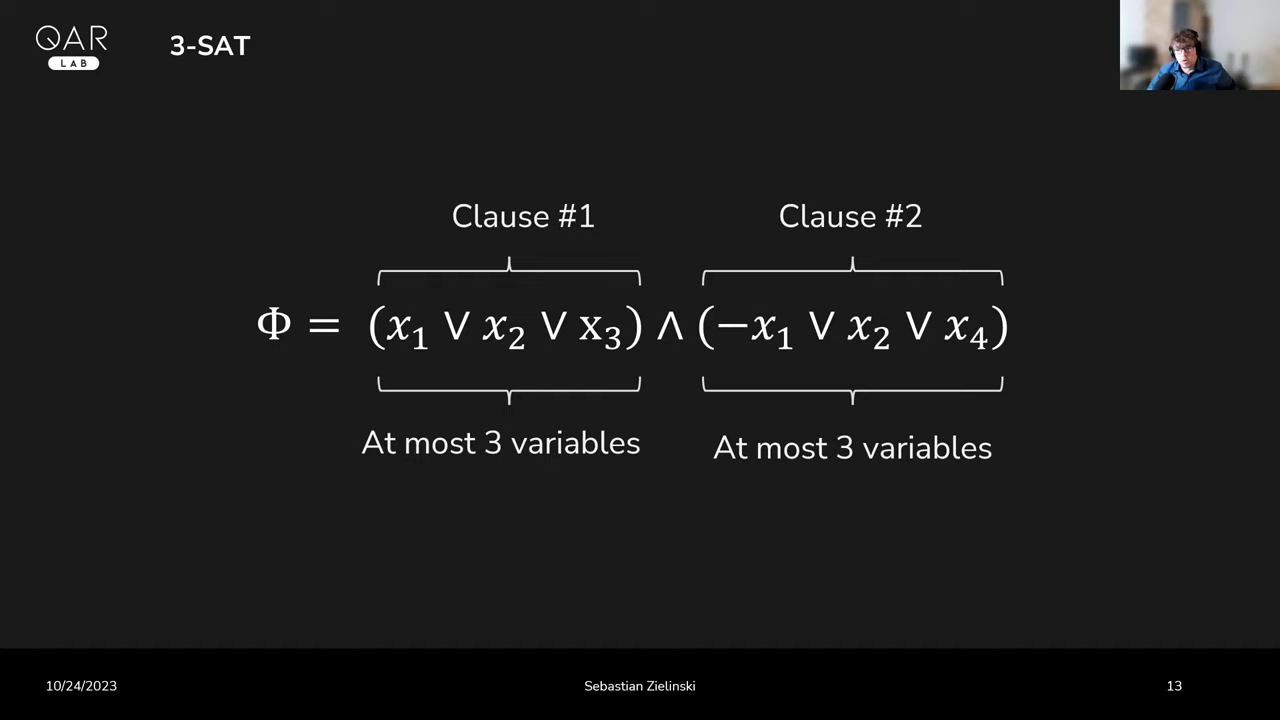 QAR
LAB
3-SAT
Clause #1
Clause #2
Φ = (x₁ ∨ x₂ ∨ x₃) ∧ (−x₁ ∨ x₂ ∨ x₄)
At most 3 variables
At most 3 variables
10/24/2023
Sebastian Zielinski
13